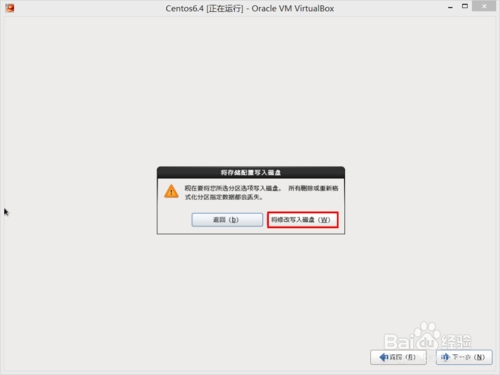 Centos6.4 [正在运行] - Oracle VM VirtualBox
将存储配置写入磁盘
现在要将您所选分区选项写入磁盘。 所有删除或重新格
式化分区指定数据都会丢失。
返回（b） 将修改写入磁盘（W）
Baidu 经验
返回（B） 下一步（N）